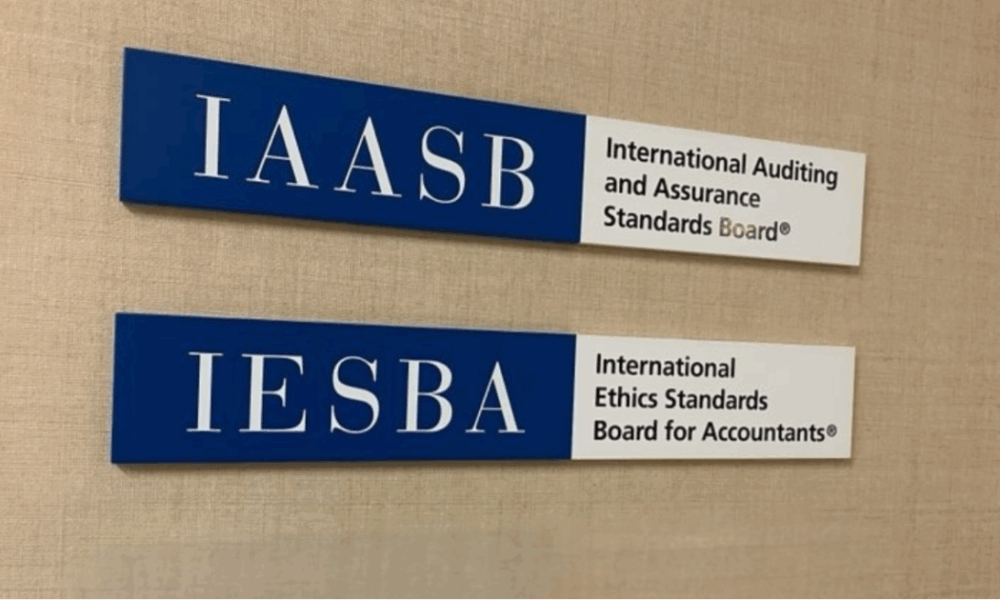 IAASB
International Auditing
and Assurance
Standards Board®
IESBA
International
Ethics Standards
Board for Accountants®